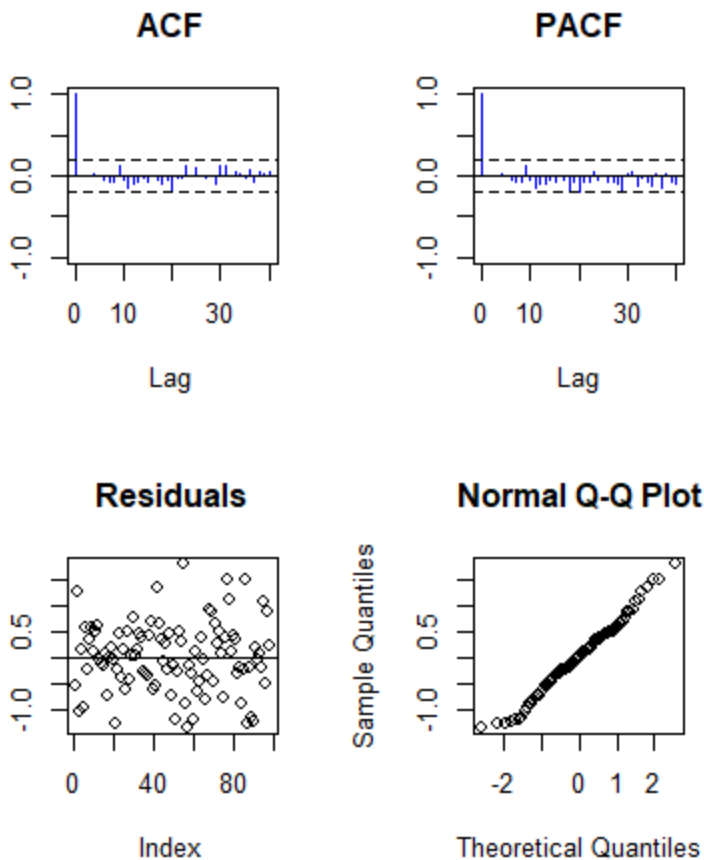 ACF
PACF
1.0
0.0
-1.0
1.0
0.0
-1.0
0 10 30
0 10 30
Lag
Lag
Residuals
Normal Q-Q Plot
0.5
-1.0
Sample Quantiles
0.5
-1.0
0 40 80
-2 0 1 2
Index
Theoretical Quantiles